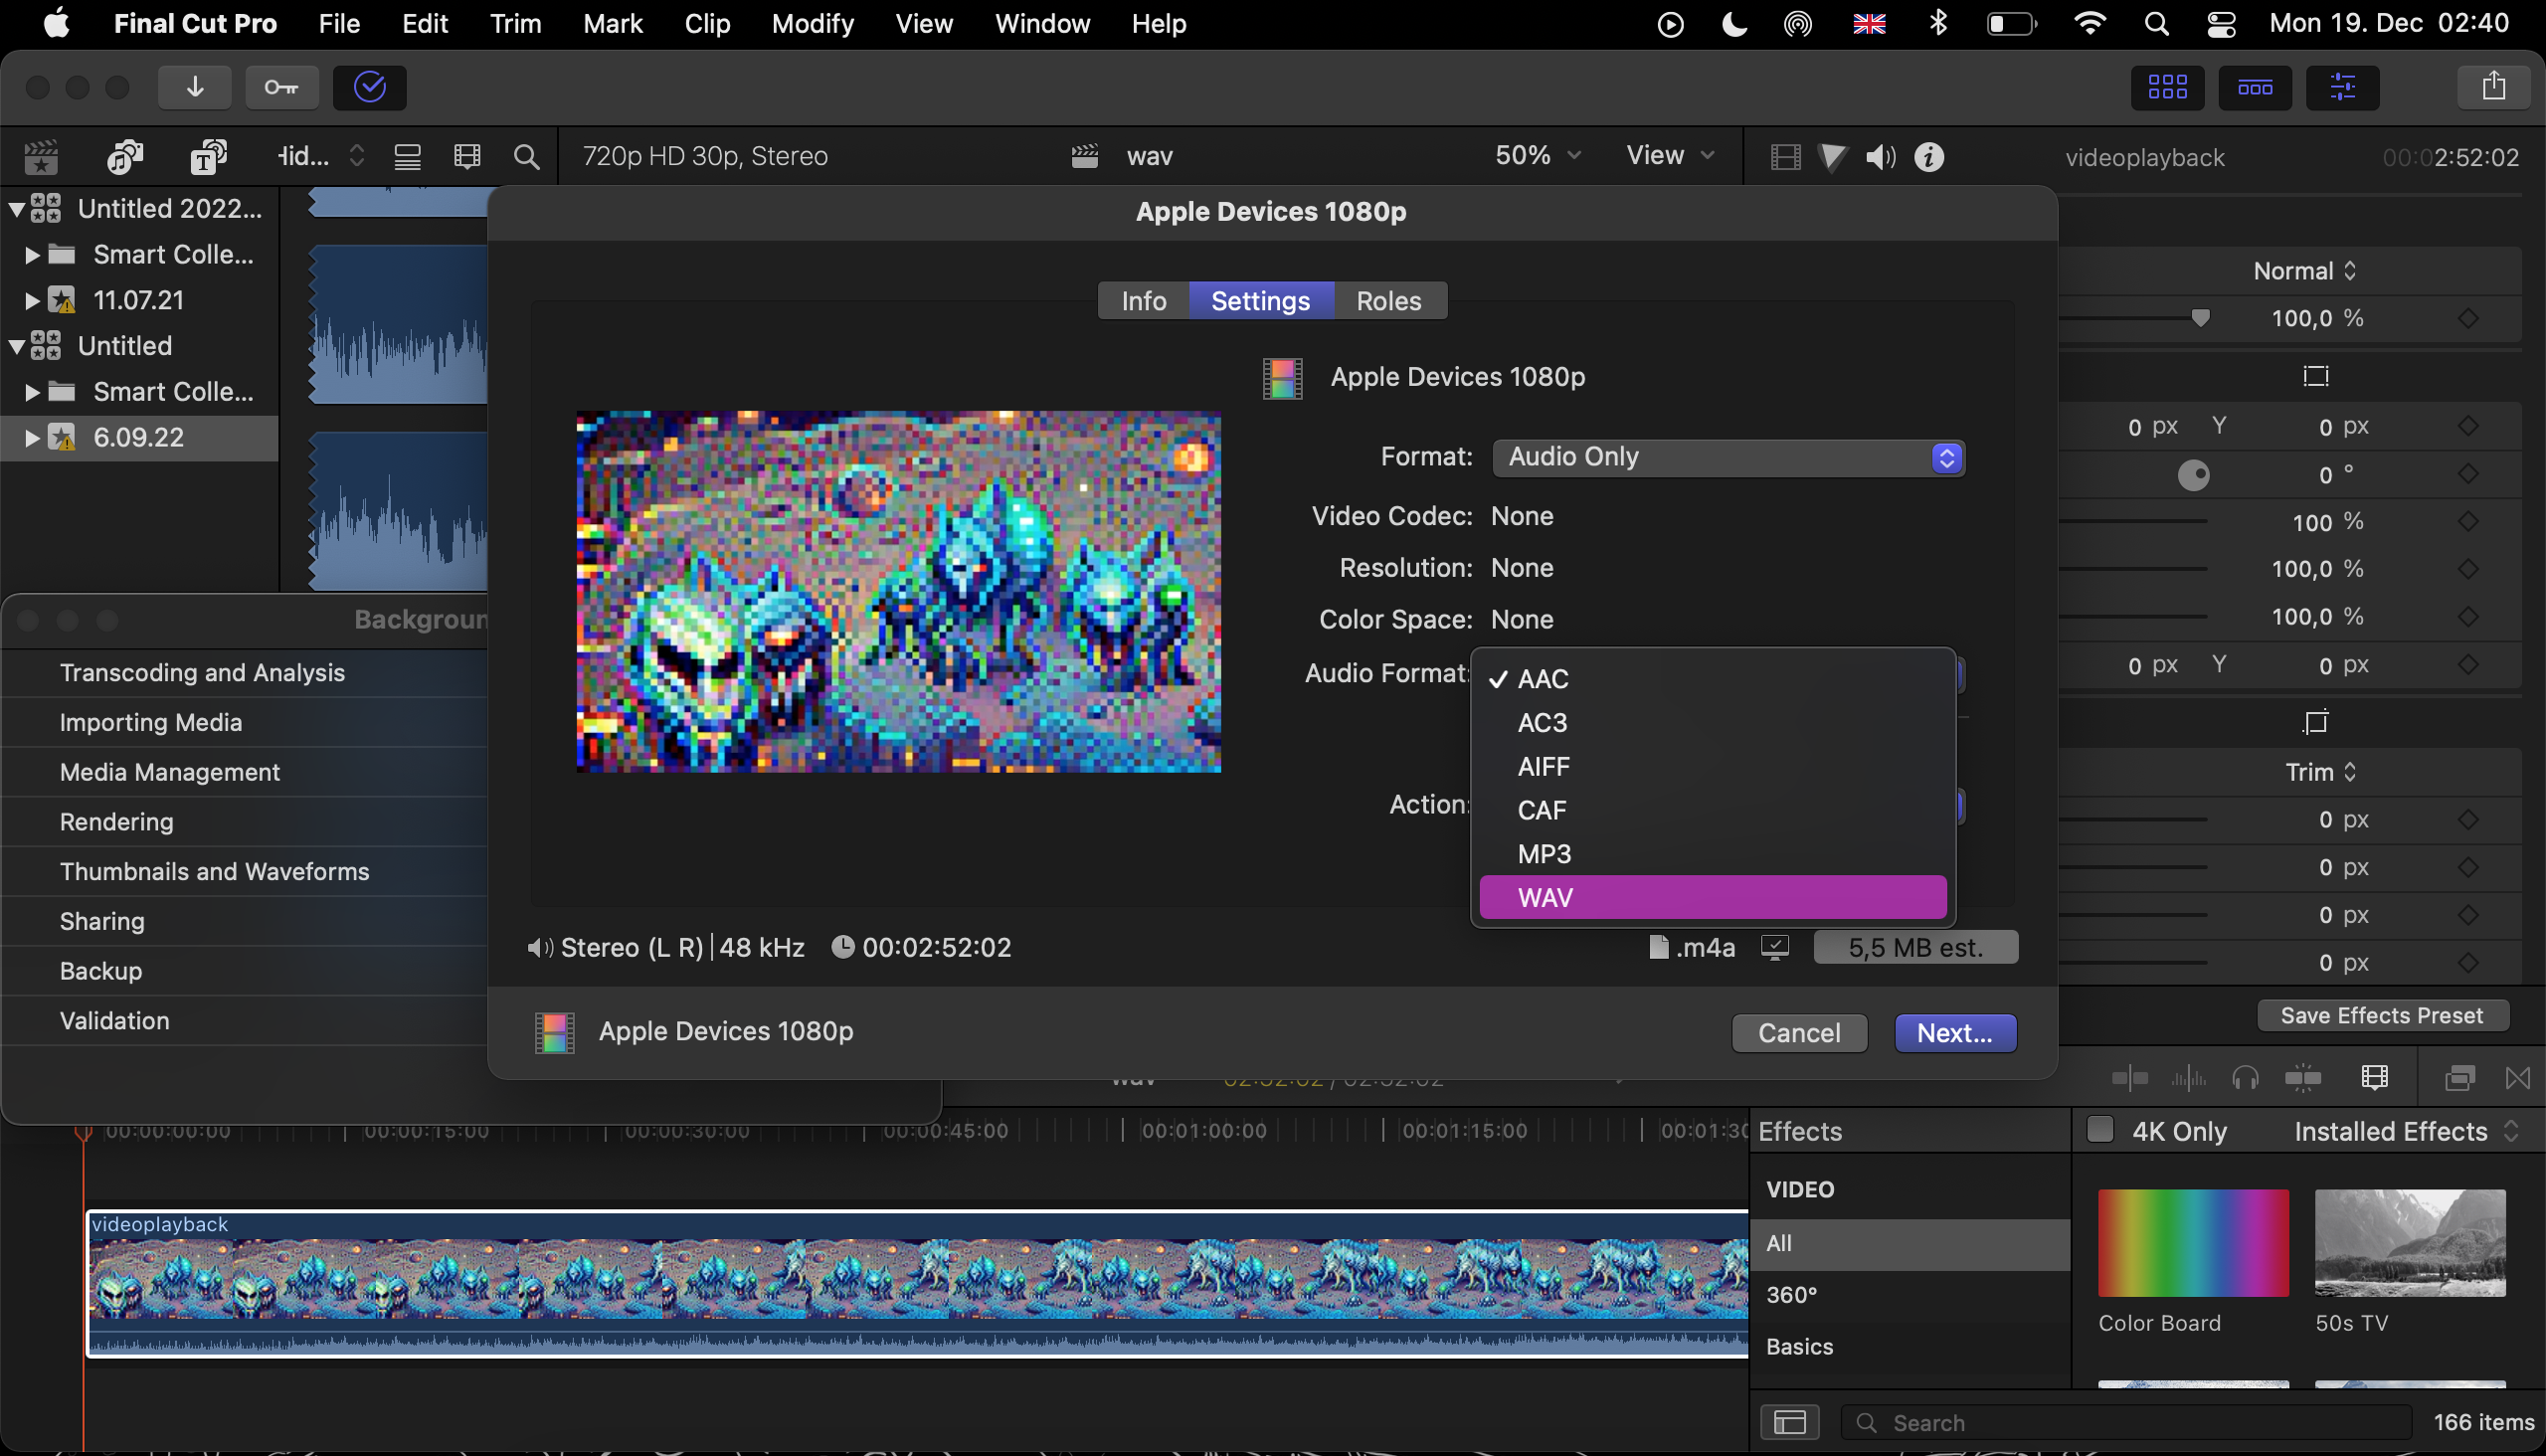 Final Cut Pro File Edit Trim Mark Clip Modify View Window Help Mon 19. Dec 02:40
720p HD 30p, Stereo wav 50% View videoplayback 00:02:52:02
Untitled 2022...
Smart Colle...
11.07.21
Untitled
Smart Colle...
6.09.22
Transcoding and Analysis
Importing Media
Media Management
Rendering
Thumbnails and Waveforms
Sharing
Backup
Validation
Apple Devices 1080p
Info Settings Roles
Apple Devices 1080p
Format: Audio Only
Video Codec: None
Resolution: None
Color Space: None
Audio Format:
AAC
AC3
AIFF
CAF
MP3
WAV
Action:
Stereo (L R) 48 kHz 00:02:52:02 .m4a 5,5 MB est.
Apple Devices 1080p Cancel Next...
Normal
100,0 %
0 px Y 0 px
0 °
100 %
100,0 %
100,0 %
0 px Y 0 px
Trim
0 px
0 px
0 px
0 px
Save Effects Preset
00:00:00:00 00:00:15:00 00:00:30:00 00:00:45:00 00:01:00:00 00:01:15:00
videoplayback
Effects 4K Only Installed Effects
VIDEO
All
360°
Basics
Color Board 50s TV
Search 166 items